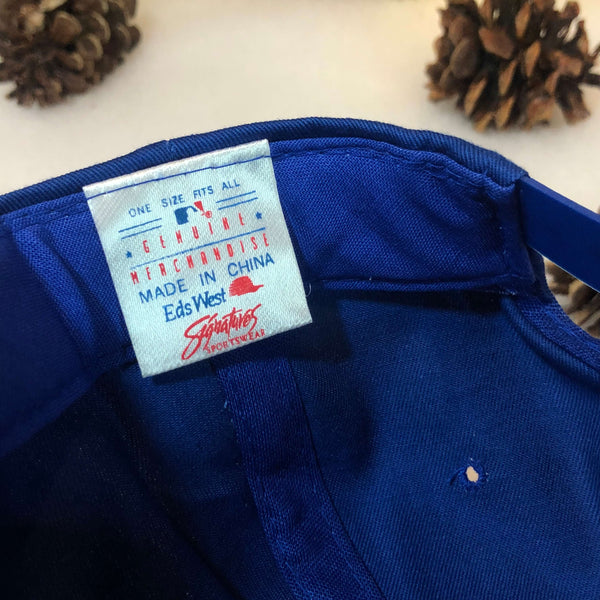 ONE SIZE FITS ALL
GENUINE
MERCHANDISE
MADE IN CHINA
Eds West
Signatures
SPORTSWEAR